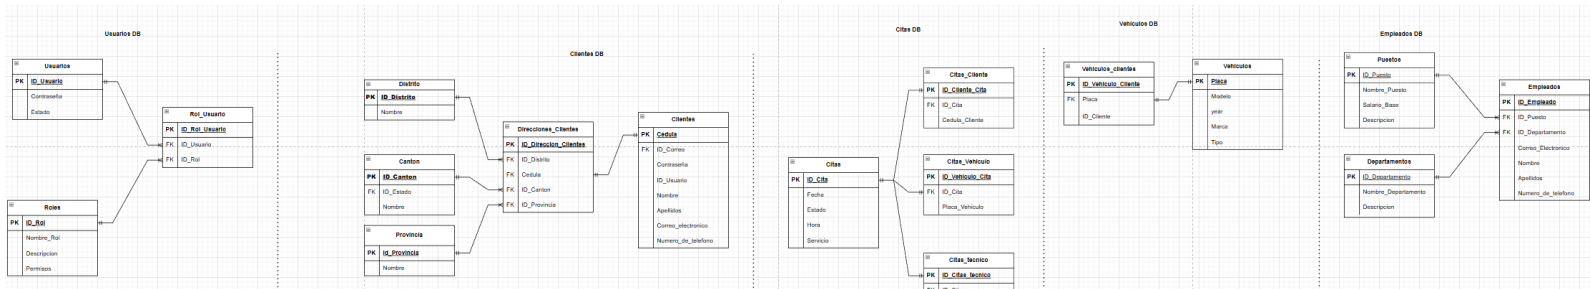 Usuarios DB
Usuarios
PK ID_Usuario
Contraseña
Estado
Rol_Usuario
PK ID_Rol_Usuario
FK ID_Usuario
FK ID_Rol
Roles
PK ID_Rol
Nombre_Rol
Descripcion
Permisos
Clientes DB
Distrito
PK ID_Distrito
Nombre
Canton
PK ID_Canton
FK ID_Estado
Nombre
Provincia
PK Id_Provincia
Nombre
Direcciones_Clientes
PK ID_Direccion_Clientes
FK ID_Distrito
FK Cedula
FK ID_Canton
FK ID_Provincia
Clientes
PK Cedula
FK ID_Correo
Contraseña
ID_Usuario
Nombre
Apellidos
Correo_electronico
Numero_de_telefono
Citas DB
Citas
PK ID_Cita
Fecha
Estado
Hora
Servicio
Citas_Cliente
PK ID_Cliente_Cita
FK ID_Cita
Cedula_Cliente
Citas_Vehiculo
PK ID_Vehiculo_Cita
FK ID_Cita
Placa_Vehiculo
Citas_tecnico
PK ID_Citas_tecnico
Vehiculos DB
Vehiculos_clientes
PK ID_Vehiculo_Cliente
FK Placa
ID_Cliente
Vehiculos
PK Placa
Modelo
year
Marca
Tipo
Empleados DB
Puestos
PK ID_Puesto
Nombre_Puesto
Salario_Base
Descripcion
Departamentos
PK ID_Departamento
Nombre_Departamento
Descripcion
Empleados
PK ID_Empleado
FK ID_Puesto
FK ID_Departamento
Correo_Electronico
Nombre
Apellidos
Numero_de_telefono